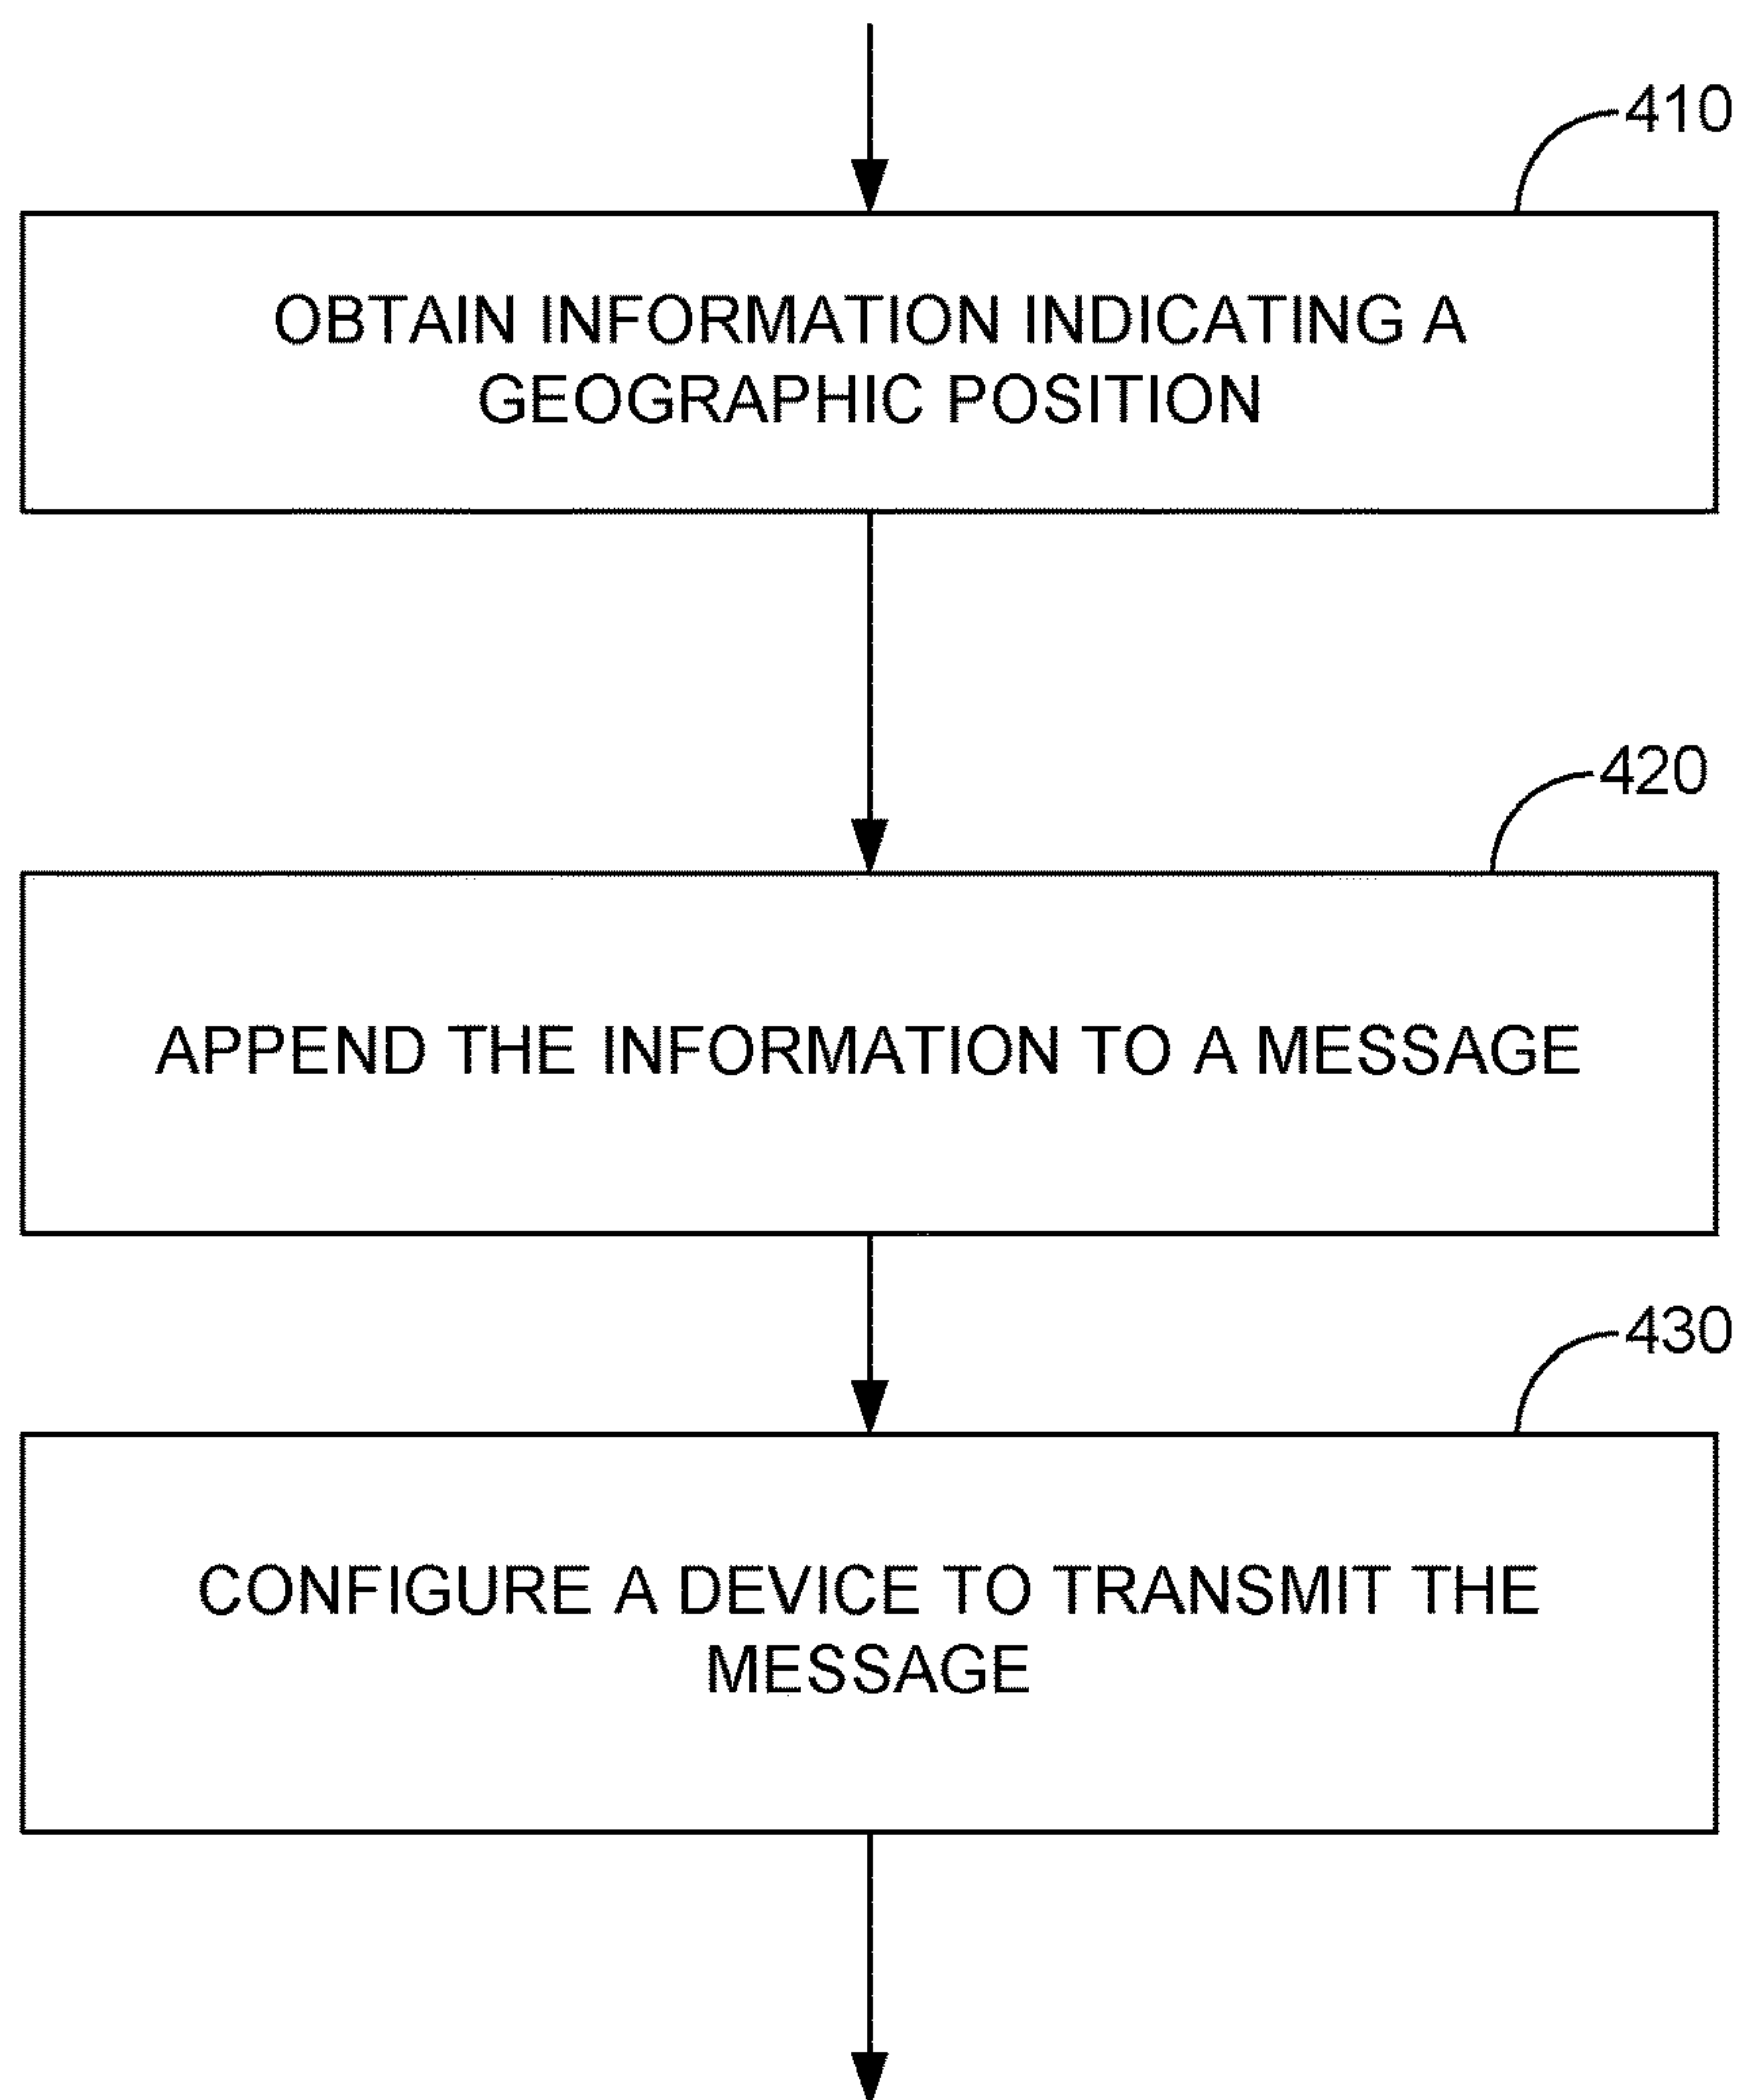 410
OBTAIN INFORMATION INDICATING A
GEOGRAPHIC POSITION
420
APPEND THE INFORMATION TO A MESSAGE
430
CONFIGURE A DEVICE TO TRANSMIT THE
MESSAGE